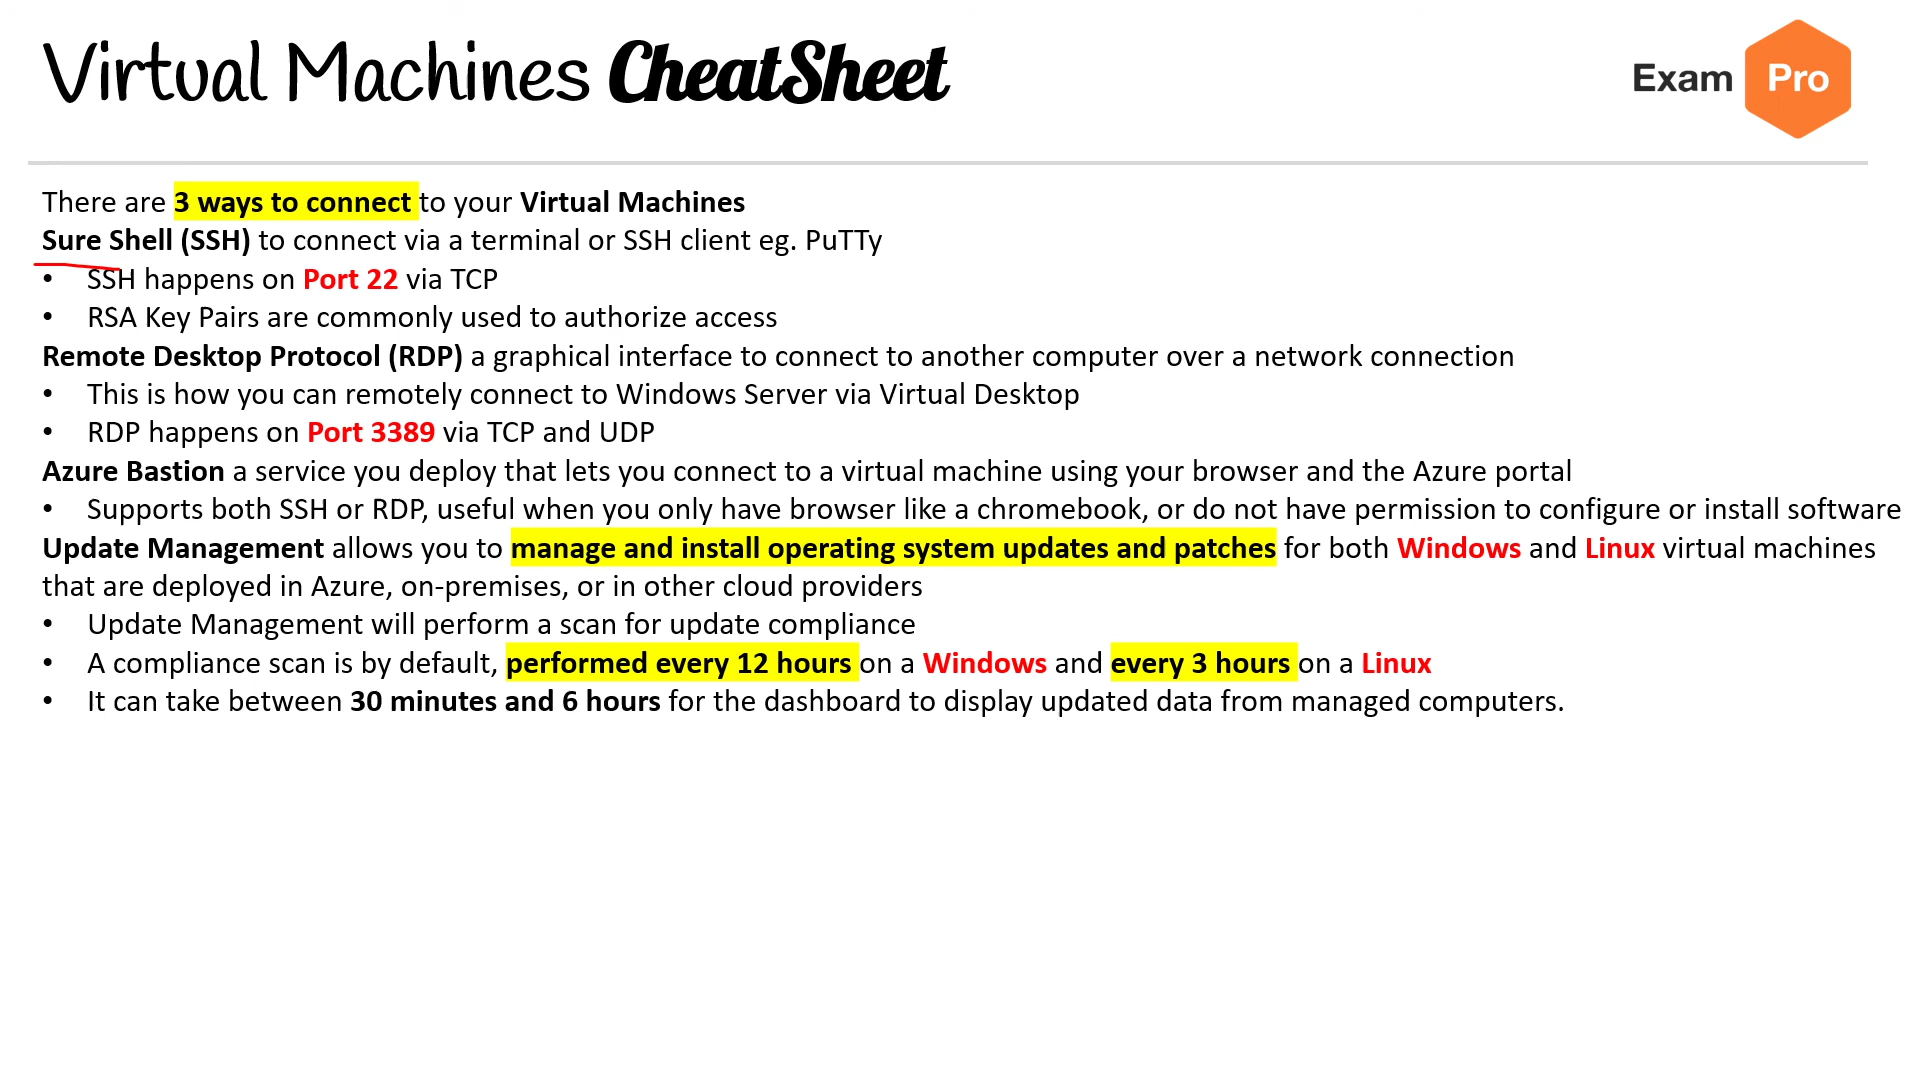 Virtual Machines CheatSheet
Exam Pro
There are 3 ways to connect to your Virtual Machines
Sure Shell (SSH) to connect via a terminal or SSH client eg. PuTTy
• SSH happens on Port 22 via TCP
• RSA Key Pairs are commonly used to authorize access
Remote Desktop Protocol (RDP) a graphical interface to connect to another computer over a network connection
• This is how you can remotely connect to Windows Server via Virtual Desktop
• RDP happens on Port 3389 via TCP and UDP
Azure Bastion a service you deploy that lets you connect to a virtual machine using your browser and the Azure portal
• Supports both SSH or RDP, useful when you only have browser like a chromebook, or do not have permission to configure or install software
Update Management allows you to manage and install operating system updates and patches for both Windows and Linux virtual machines
that are deployed in Azure, on-premises, or in other cloud providers
• Update Management will perform a scan for update compliance
• A compliance scan is by default, performed every 12 hours on a Windows and every 3 hours on a Linux
• It can take between 30 minutes and 6 hours for the dashboard to display updated data from managed computers.